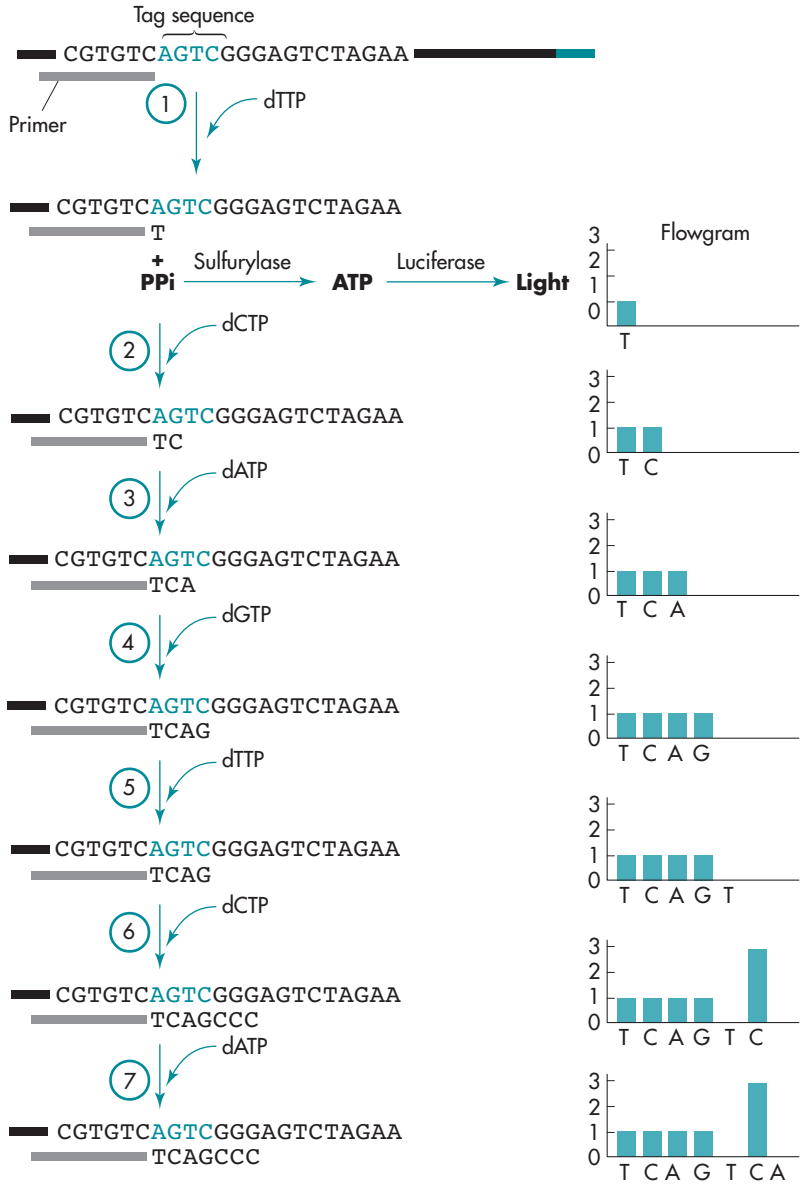 Tag sequence
CGTGTCAGTCGGGAGTCTAGAA
Primer
1
dTTP
CGTGTCAGTCGGGAGTCTAGAA
T
+
PPi
Sulfurylase
ATP
Luciferase
Light
Flowgram
3
2
1
0
T
2
dCTP
CGTGTCAGTCGGGAGTCTAGAA
TC
3
2
1
0
T C
3
dATP
CGTGTCAGTCGGGAGTCTAGAA
TCA
3
2
1
0
T C A
4
dGTP
CGTGTCAGTCGGGAGTCTAGAA
TCAG
3
2
1
0
T C A G
5
dTTP
CGTGTCAGTCGGGAGTCTAGAA
TCAG
3
2
1
0
T C A G T
6
dCTP
CGTGTCAGTCGGGAGTCTAGAA
TCAGCCC
3
2
1
0
T C A G T C
7
dATP
CGTGTCAGTCGGGAGTCTAGAA
TCAGCCC
3
2
1
0
T C A G T C A